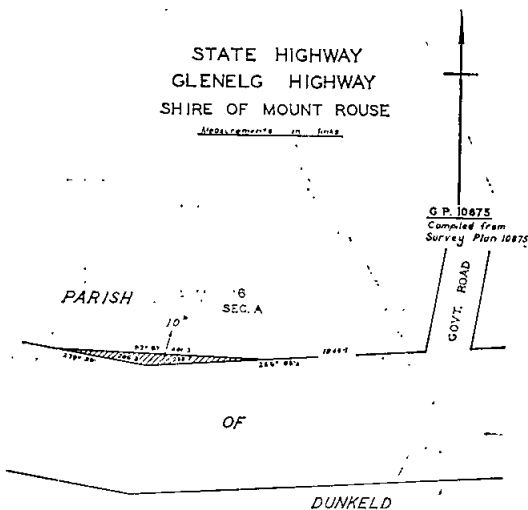 STATE HIGHWAY
GLENELG HIGHWAY
SHIRE OF MOUNT ROUSE
Measurements in links
G P. 10875
Compiled from
Survey Plan 10875
GOVT. ROAD
PARISH
6
SEC. A
OF
DUNKELD